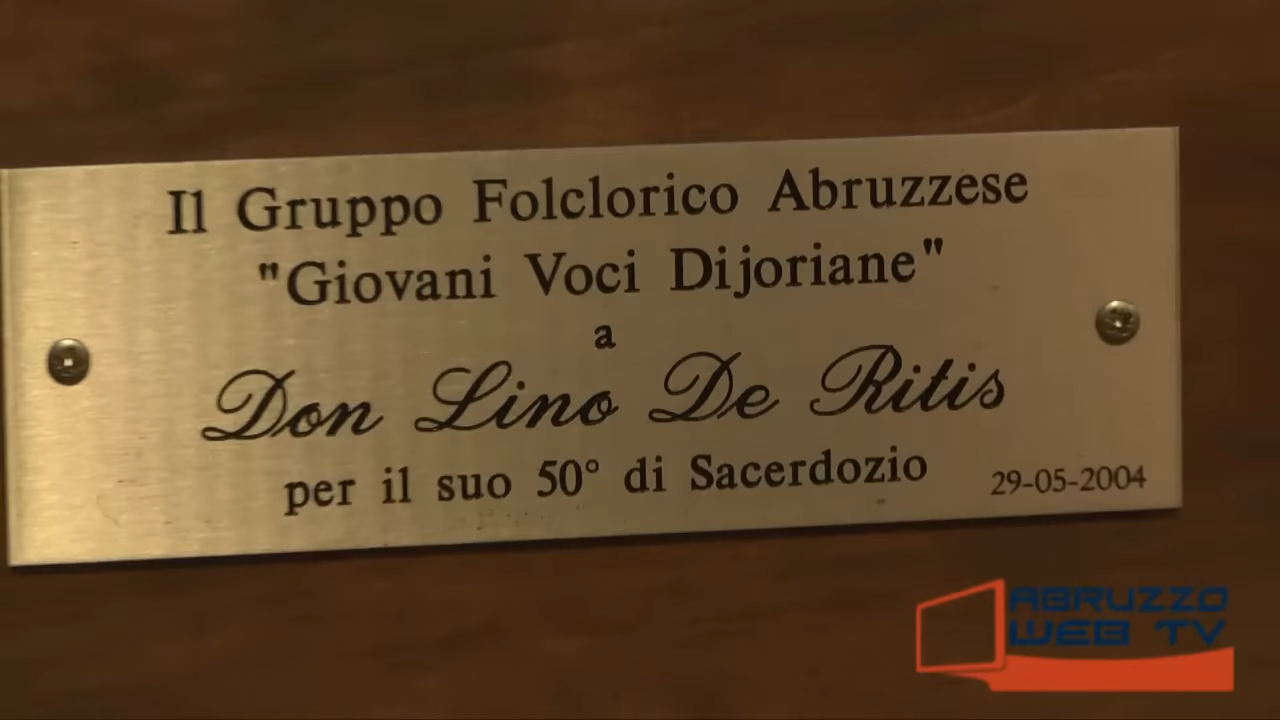 Il Gruppo Folclorico Abruzzese
"Giovani Voci Dijoriane"
a
Don Lino De Ritis
per il suo 50° di Sacerdozio
29-05-2004
ABRUZZO
WEB TV